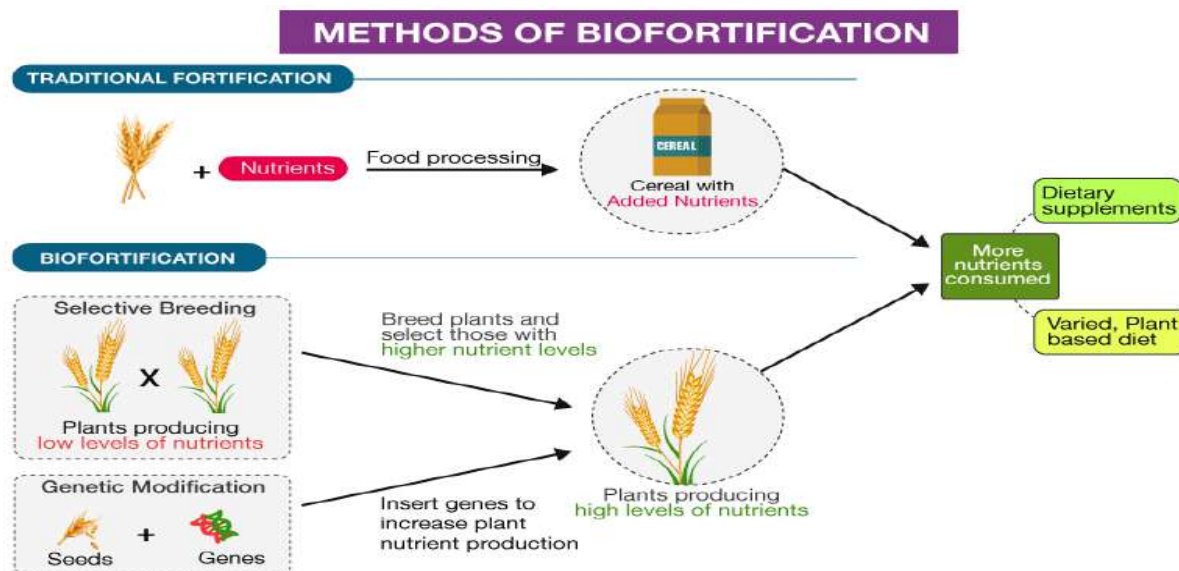 METHODS OF BIOFORTIFICATION
TRADITIONAL FORTIFICATION
+
Nutrients
Food processing
CEREAL
Cereal with
Added Nutrients
BIOFORTIFICATION
Selective Breeding
X
Plants producing
low levels of nutrients
Breed plants and
select those with
higher nutrient levels
Genetic Modification
+
Seeds
Genes
Insert genes to
increase plant
nutrient production
Plants producing
high levels of nutrients
More
nutrients
consumed
Dietary
supplements
Varied, Plant
based diet